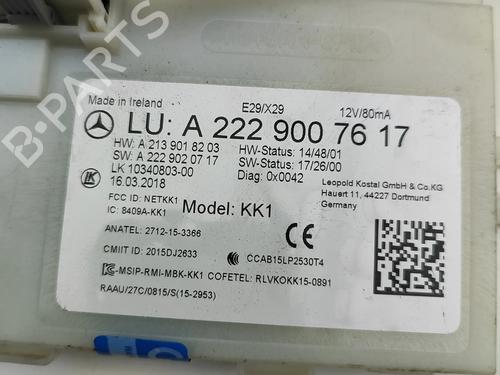 B-PARTS
Made in Ireland E29/X29 12V/80mA
LU: A 222 900 76 17
HW: A 213 901 82 03 HW-Status: 14/48/01
SW: A 222 902 07 17 SW-Status: 17/26/00
LK 10340803-00 Diag: 0x0042
LK 16.03.2018
Leopold Kostal GmbH & Co.KG
Hauert 11, 44227 Dortmund
Germany
FCC ID: NETKK1
IC: 8409A-KK1 Model: KK1
ANATEL: 2712-15-3366
CMIIT ID: 2015DJ2633 CCAB15LP2530T4
-MSIP-RMI-MBK-KK1 COFETEL: RLVKOKK15-0891
RAAU/27C/0815/S(15-2953)